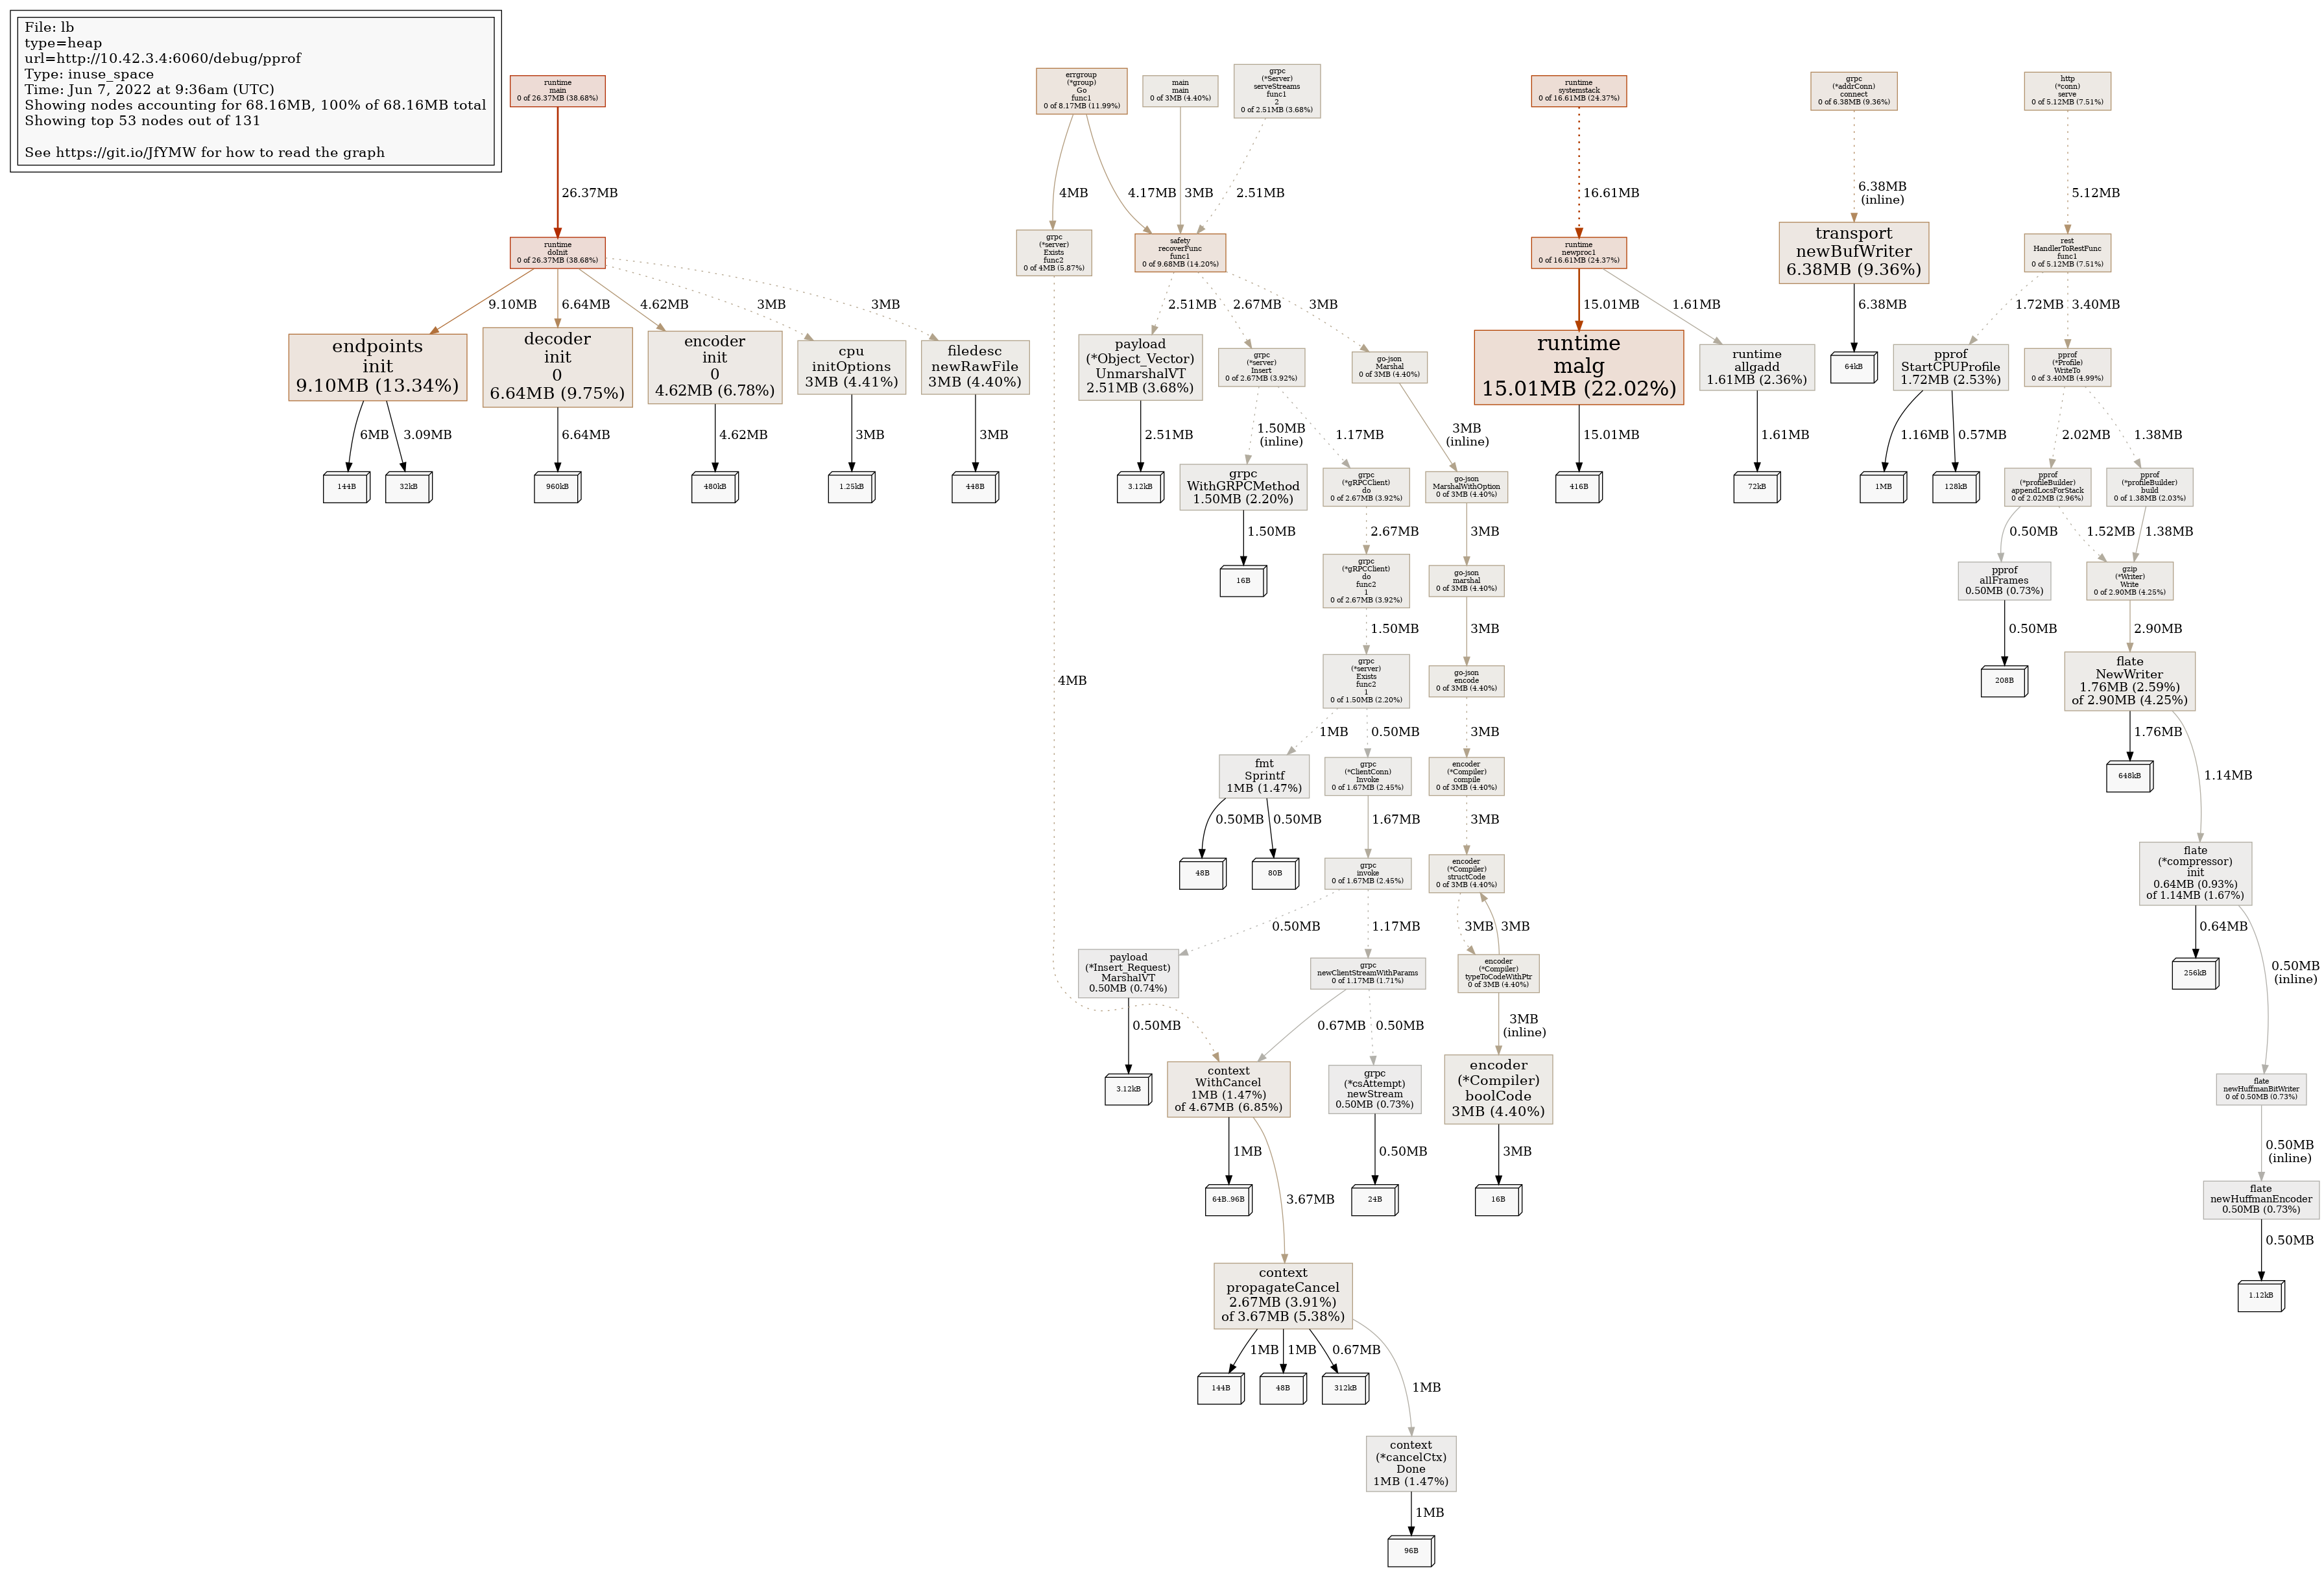 File: lb
type=heap
url=http://10.42.3.4:6060/debug/pprof
Type: inuse_space
Time: Jun 7, 2022 at 9:36am (UTC)
Showing nodes accounting for 68.16MB, 100% of 68.16MB total
Showing top 53 nodes out of 131
See https://git.io/JfYMW for how to read the graph
runtime
main
0 of 26.37MB (38.68%)
errgroup
(*group)
Go
func1
0 of 8.17MB (11.99%)
main
main
0 of 3MB (4.40%)
grpc
(*Server)
serveStreams
func1
2
0 of 2.51MB (3.68%)
runtime
systemstack
0 of 16.61MB (24.37%)
grpc
(*addrConn)
connect
0 of 6.38MB (9.36%)
http
(*conn)
serve
0 of 5.12MB (7.51%)
26.37MB
4MB
4.17MB
3MB
2.51MB
16.61MB
6.38MB
(inline)
5.12MB
runtime
doInit
0 of 26.37MB (38.68%)
grpc
(*server)
Exists
func2
0 of 4MB (5.87%)
safety
recoverFunc
func1
0 of 9.68MB (14.20%)
runtime
newproc1
0 of 16.61MB (24.37%)
transport
newBufWriter
6.38MB (9.36%)
rest
HandlerToRestFunc
func1
0 of 5.12MB (7.51%)
9.10MB
6.64MB
4.62MB
3MB
3MB
2.51MB
2.67MB
3MB
15.01MB
1.61MB
6.38MB
1.72MB
3.40MB
endpoints
init
9.10MB (13.34%)
decoder
init
0
6.64MB (9.75%)
encoder
init
0
4.62MB (6.78%)
cpu
initOptions
3MB (4.41%)
filedesc
newRawFile
3MB (4.40%)
payload
(*Object_Vector)
UnmarshalVT
2.51MB (3.68%)
grpc
(*server)
Insert
0 of 2.67MB (3.92%)
go-json
Marshal
0 of 3MB (4.40%)
runtime
malg
15.01MB (22.02%)
runtime
allgadd
1.61MB (2.36%)
64kB
pprof
StartCPUProfile
1.72MB (2.53%)
pprof
(*Profile)
WriteTo
0 of 3.40MB (4.99%)
6MB
3.09MB
6.64MB
4.62MB
3MB
3MB
2.51MB
1.50MB
(inline)
1.17MB
3MB
(inline)
15.01MB
1.61MB
1.16MB
0.57MB
2.02MB
1.38MB
144B
32kB
960kB
480kB
1.25kB
448B
3.12kB
grpc
WithGRPCMethod
1.50MB (2.20%)
grpc
(*gRPCClient)
do
0 of 2.67MB (3.92%)
go-json
MarshalWithOption
0 of 3MB (4.40%)
416B
72kB
1MB
128kB
pprof
(*profileBuilder)
appendLocsForStack
0 of 2.02MB (2.96%)
pprof
(*profileBuilder)
build
0 of 1.38MB (2.03%)
1.50MB
2.67MB
3MB
0.50MB
1.52MB
1.38MB
16B
grpc
(*gRPCClient)
do
func2
1
0 of 2.67MB (3.92%)
go-json
marshal
0 of 3MB (4.40%)
pprof
allFrames
0.50MB (0.73%)
gzip
(*Writer)
Write
0 of 2.90MB (4.25%)
1.50MB
3MB
0.50MB
2.90MB
4MB
grpc
(*server)
Exists
func2
1
0 of 1.50MB (2.20%)
go-json
encode
0 of 3MB (4.40%)
208B
flate
NewWriter
1.76MB (2.59%)
of 2.90MB (4.25%)
1MB
0.50MB
3MB
1.76MB
1.14MB
fmt
Sprintf
1MB (1.47%)
grpc
(*ClientConn)
Invoke
0 of 1.67MB (2.45%)
encoder
(*Compiler)
compile
0 of 3MB (4.40%)
648kB
0.50MB
0.50MB
1.67MB
3MB
48B
80B
grpc
invoke
0 of 1.67MB (2.45%)
encoder
(*Compiler)
structCode
0 of 3MB (4.40%)
flate
(*compressor)
init
0.64MB (0.93%)
of 1.14MB (1.67%)
0.50MB
1.17MB
3MB
3MB
0.64MB
0.50MB
(inline)
payload
(*Insert_Request)
MarshalVT
0.50MB (0.74%)
grpc
newClientStreamWithParams
0 of 1.17MB (1.71%)
encoder
(*Compiler)
typeToCodeWithPtr
0 of 3MB (4.40%)
256kB
0.50MB
0.67MB
0.50MB
3MB
(inline)
3.12kB
context
WithCancel
1MB (1.47%)
of 4.67MB (6.85%)
grpc
(*csAttempt)
newStream
0.50MB (0.73%)
encoder
(*Compiler)
boolCode
3MB (4.40%)
flate
newHuffmanBitWriter
0 of 0.50MB (0.73%)
1MB
3.67MB
0.50MB
3MB
0.50MB
(inline)
64B..96B
24B
16B
flate
newHuffmanEncoder
0.50MB (0.73%)
0.50MB
context
propagateCancel
2.67MB (3.91%)
of 3.67MB (5.38%)
1.12kB
1MB
1MB
0.67MB
1MB
144B
48B
312kB
context
(*cancelCtx)
Done
1MB (1.47%)
1MB
96B